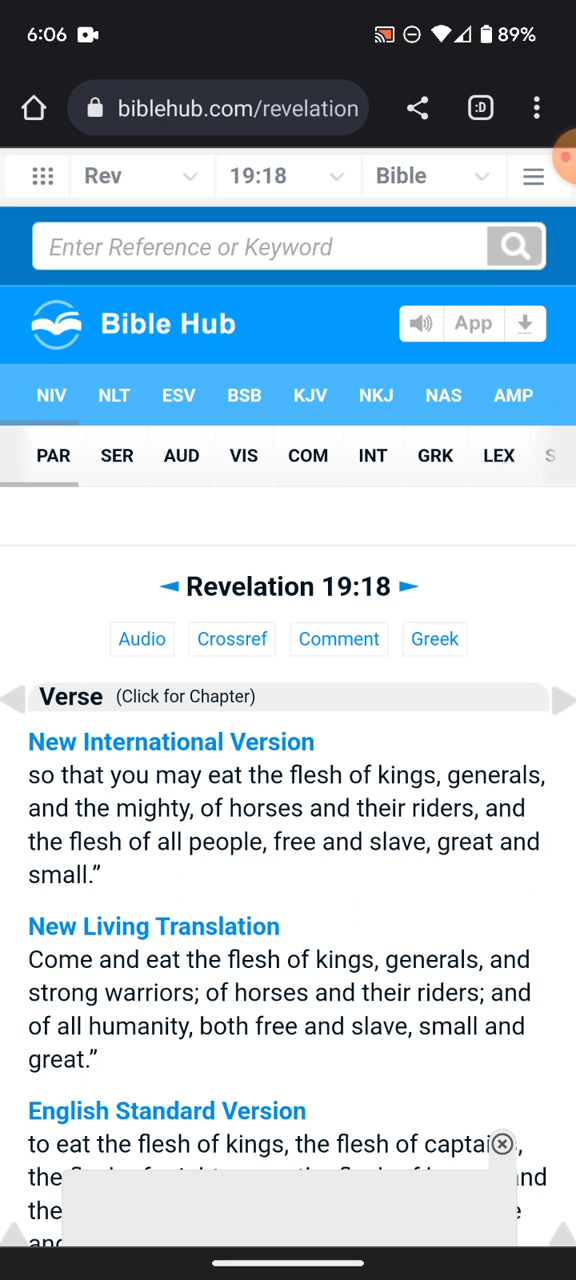 6:06 89%
biblehub.com/revelation :D
Rev 19:18 Bible
Enter Reference or Keyword
Bible Hub App
NIV NLT ESV BSB KJV NKJ NAS AMP
PAR SER AUD VIS COM INT GRK LEX S
◄ Revelation 19:18 ►
Audio Crossref Comment Greek
Verse (Click for Chapter)
New International Version
so that you may eat the flesh of kings, generals,
and the mighty, of horses and their riders, and
the flesh of all people, free and slave, great and
small.”
New Living Translation
Come and eat the flesh of kings, generals, and
strong warriors; of horses and their riders; and
of all humanity, both free and slave, small and
great.”
English Standard Version
to eat the flesh of kings, the flesh of
the
the